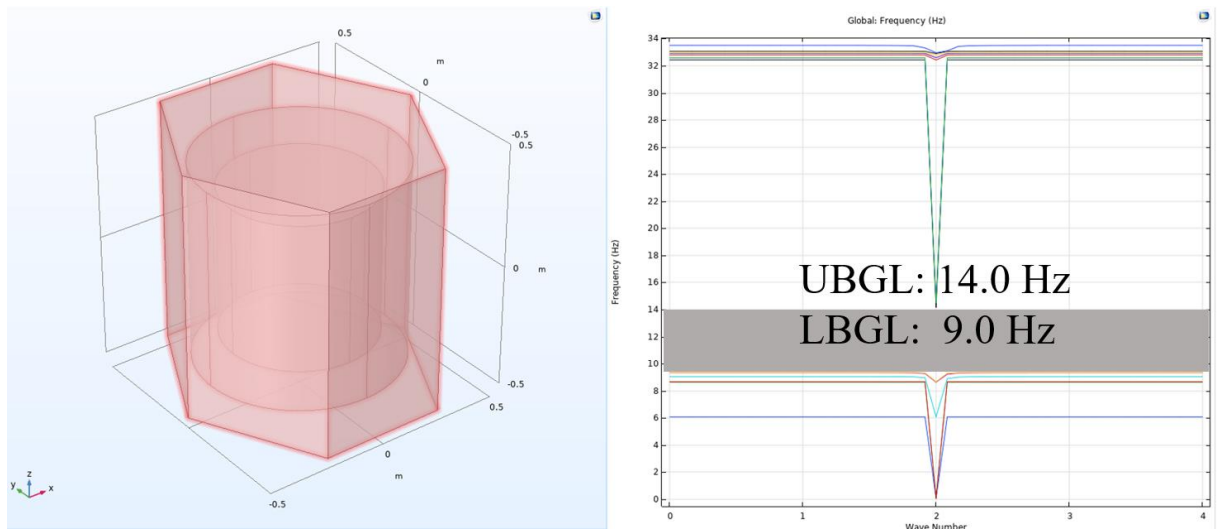 0.5
m
0
-0.5
0.5
0 m
-0.5
0.5
0
m
-0.5
z
y x
Global: Frequency (Hz)
Frequency (Hz)
34
32
30
28
26
24
22
20
18
16
14
12
10
8
6
4
2
0
UBGL: 14.0 Hz
LBGL: 9.0 Hz
0 1 2 3 4
Wave Number